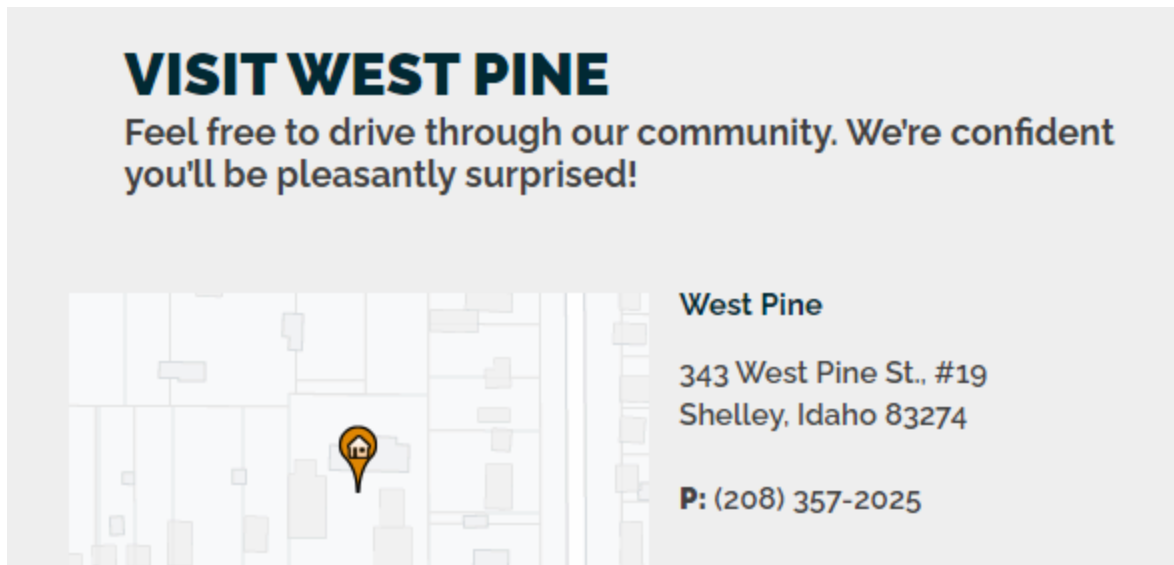 VISIT WEST PINE
Feel free to drive through our community. We're confident
you'll be pleasantly surprised!
West Pine
343 West Pine St., #19
Shelley, Idaho 83274
P: (208) 357-2025